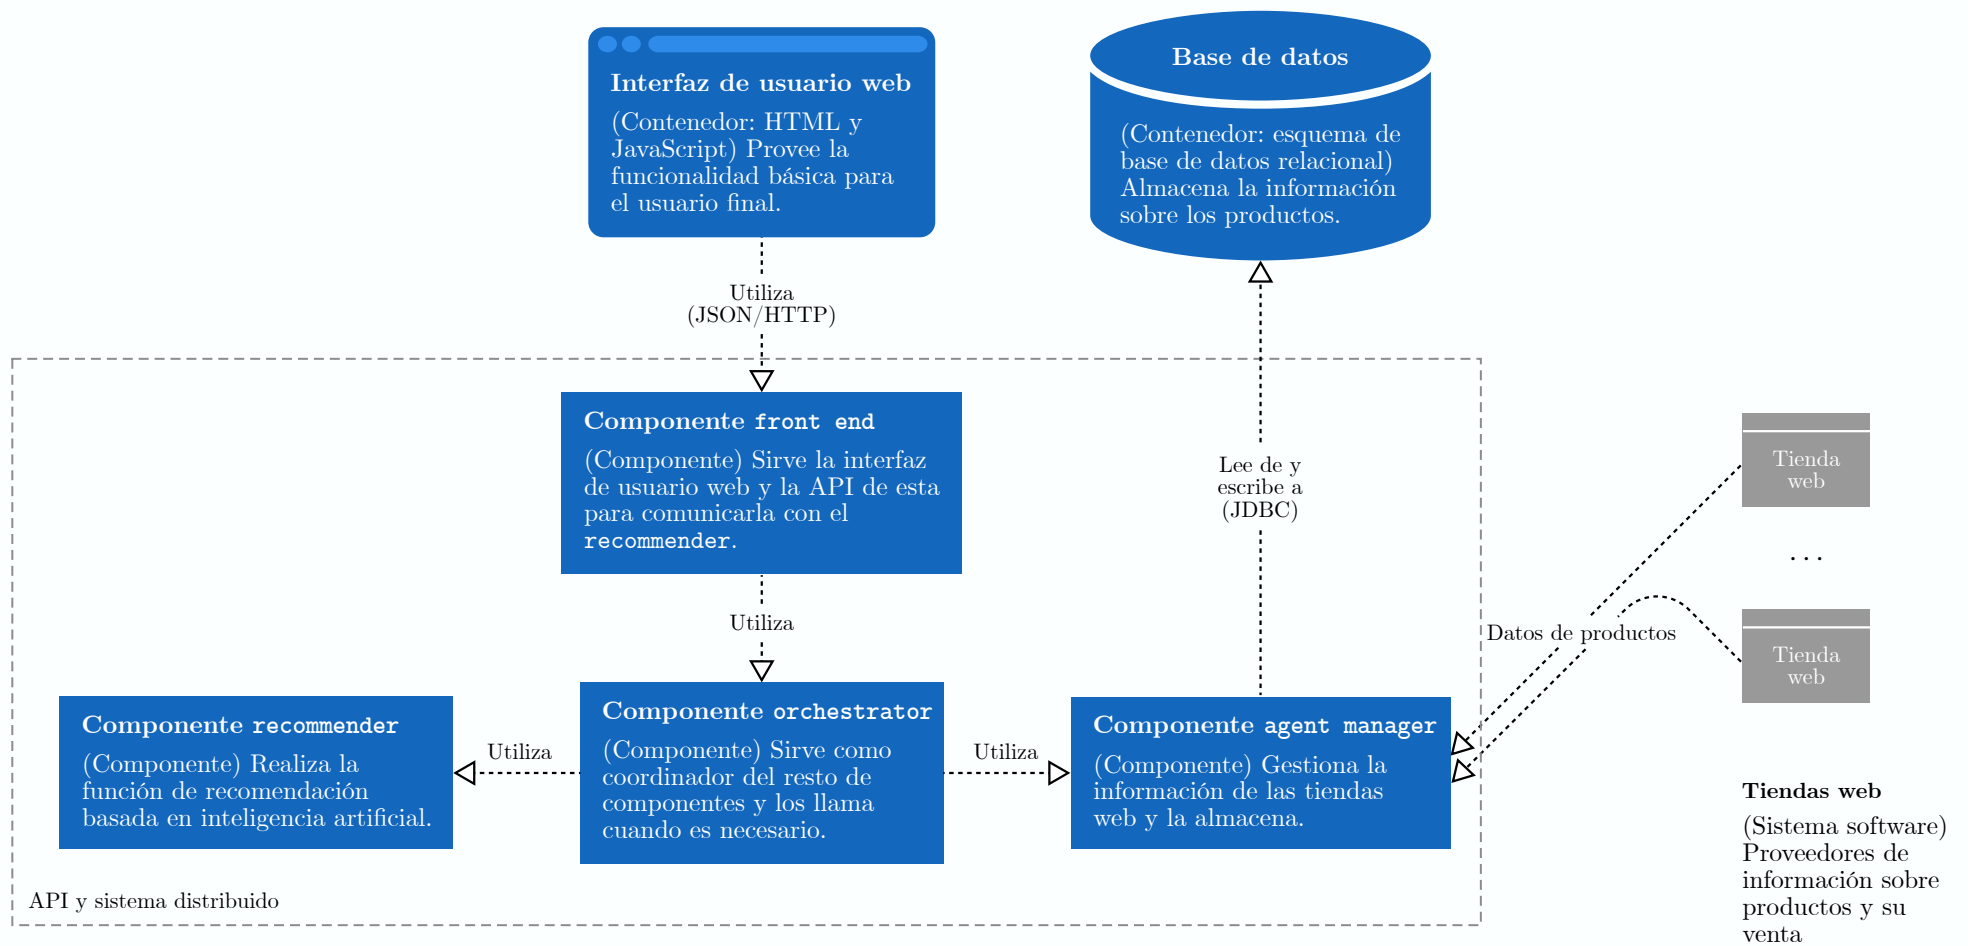 Interfaz de usuario web
(Contenedor: HTML y
JavaScript) Provee la
funcionalidad básica para
el usuario final.
Base de datos
(Contenedor: esquema de
base de datos relacional)
Almacena la información
sobre los productos.
Utiliza
(JSON/HTTP)
Componente front end
(Componente) Sirve la interfaz
de usuario web y la API de esta
para comunicarla con el
recommender.
Lee de y
escribe a
(JDBC)
Tienda
web
...
Utiliza
Datos de productos
Tienda
web
Componente recommender
(Componente) Realiza la
función de recomendación
basada en inteligencia artificial.
Utiliza
Componente orchestrator
(Componente) Sirve como
coordinador del resto de
componentes y los llama
cuando es necesario.
Utiliza
Componente agent manager
(Componente) Gestiona la
información de las tiendas
web y la almacena.
Tiendas web
(Sistema software)
Proveedores de
información sobre
productos y su
venta
API y sistema distribuido